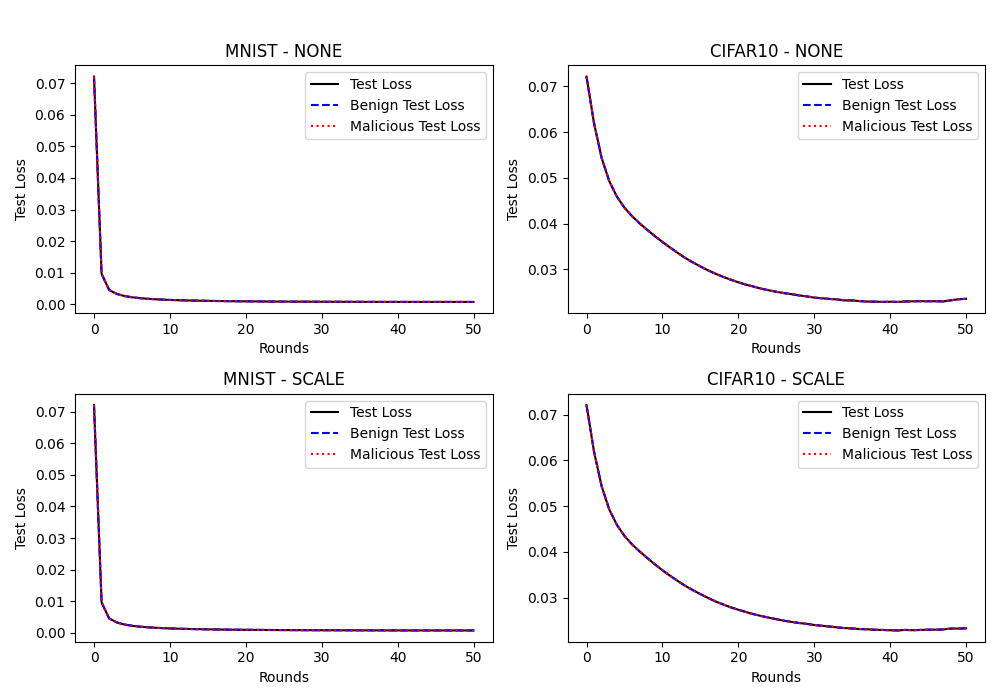 MNIST - NONE
Test Loss
0.07
0.06
0.05
0.04
0.03
0.02
0.01
0.00
Test Loss
Benign Test Loss
Malicious Test Loss
0 10 20 30 40 50
Rounds
CIFAR10 - NONE
Test Loss
0.07
0.06
0.05
0.04
0.03
Test Loss
Benign Test Loss
Malicious Test Loss
0 10 20 30 40 50
Rounds
MNIST - SCALE
Test Loss
0.07
0.06
0.05
0.04
0.03
0.02
0.01
0.00
Test Loss
Benign Test Loss
Malicious Test Loss
0 10 20 30 40 50
Rounds
CIFAR10 - SCALE
Test Loss
0.07
0.06
0.05
0.04
0.03
Test Loss
Benign Test Loss
Malicious Test Loss
0 10 20 30 40 50
Rounds